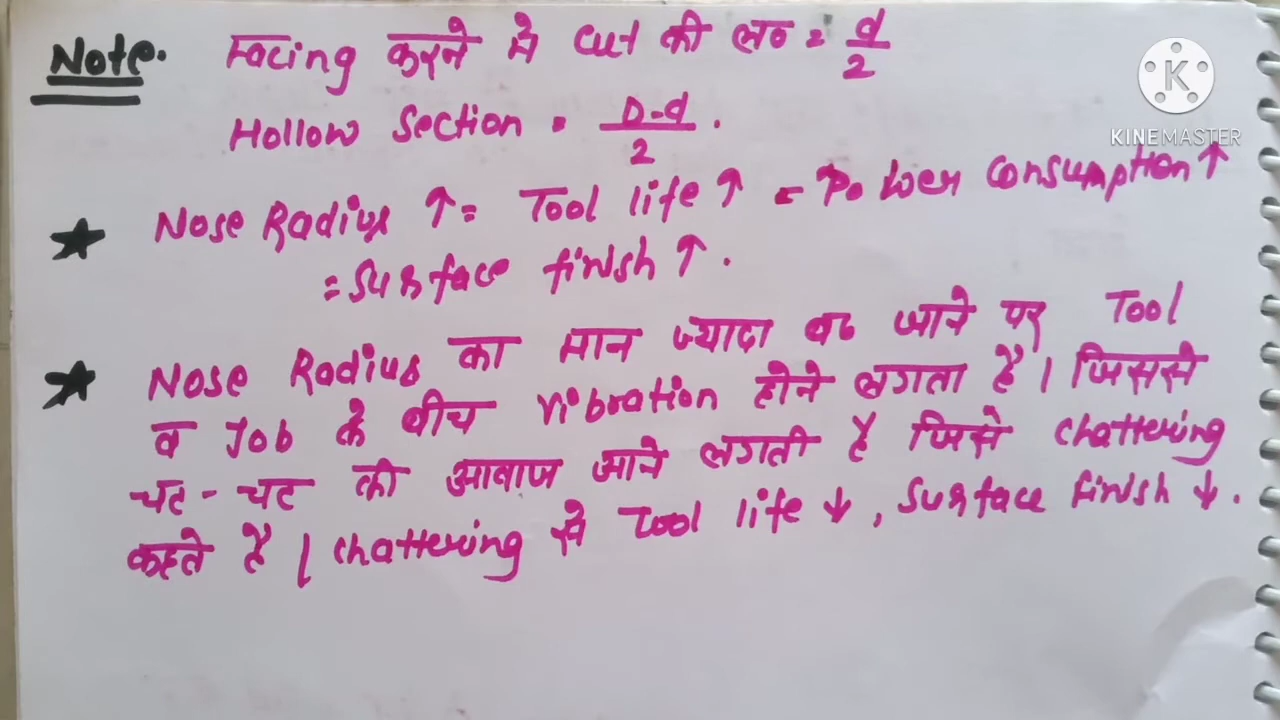 Note. Facing करने मे cut की ल० = d/2
Hollow Section = D-d/2 .
K
KINEMASTER
★ Nose Radius ↑ = Tool life ↑ = Power Consumption ↑
= Surface finish ↑ .
★ Nose Radius का मान ज्यादा बढ जाने पर Tool
व Job के बीच vibration होने लगता है । जिससे
चट - चट की आवाज आने लगती है जिसे chattering
कहते है । chattering से Tool life ↓ , Surface finish ↓ .